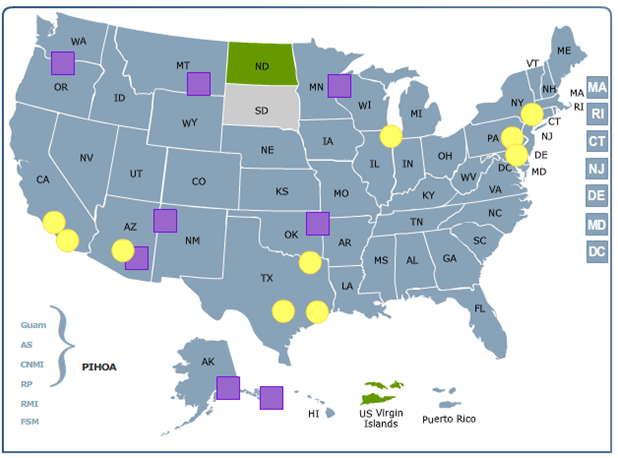 WA
MT
ND
ME
VT
MN
OR
ID
SD
WI
MI
NY
NH
MA
MA
RI
RI
WY
CT
CT
NV
NE
IA
PA
NJ
NJ
UT
CO
IL
IN
OH
DE
DE
DC
MD
MD
CA
KS
MO
WV
VA
DC
KY
AZ
NM
OK
AR
TN
NC
SC
TX
MS
AL
GA
LA
FL
Guam
AS
CNMI
RP
RMI
FSM
PIHOA
AK
HI
US Virgin
Islands
Puerto Rico